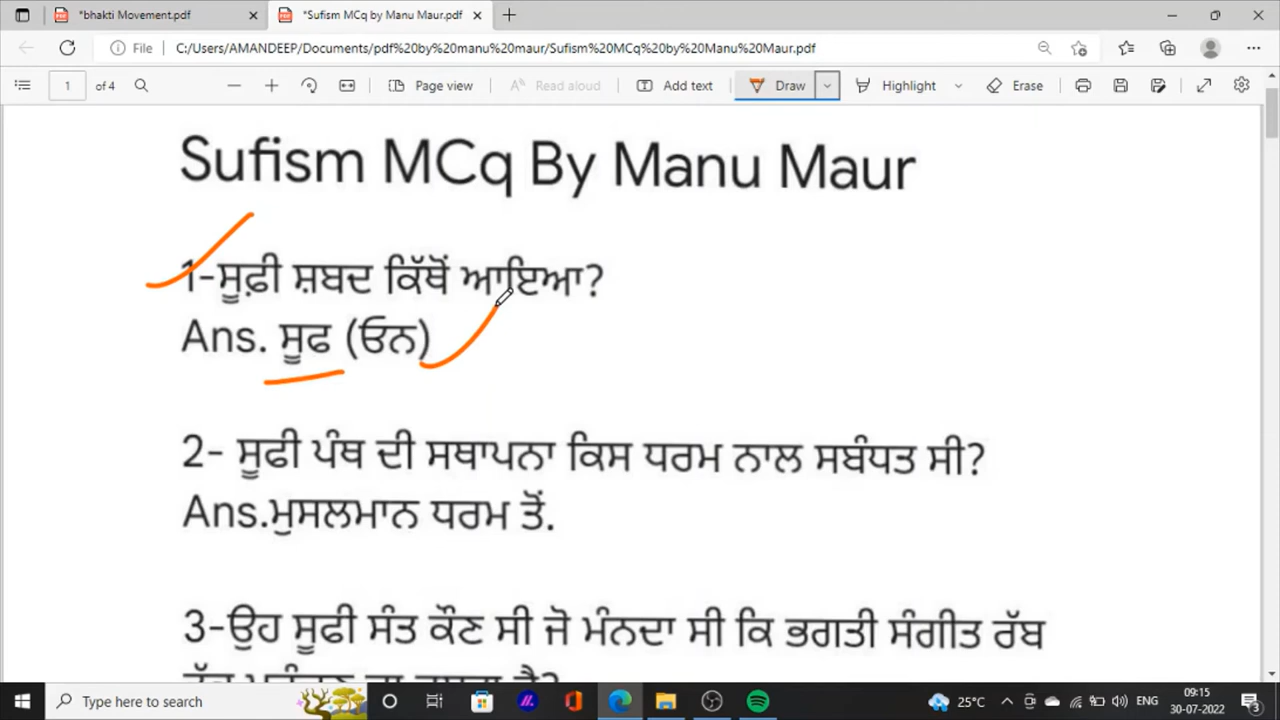 *bhakti Movement.pdf
*Sufism MCq by Manu Maur.pdf
File
C:/Users/AMANDEEP/Documents/pdf%20by%20manu%20maur/Sufism%20MCq%20by%20Manu%20Maur.pdf
1 of 4
Page view
Read aloud
Add text
Draw
Highlight
Erase
Sufism MCq By Manu Maur
1-ਸੂਫ਼ੀ ਸ਼ਬਦ ਕਿੱਥੋਂ ਆਇਆ?
Ans. ਸੂਫ (ਓਨ)
2- ਸੂਫੀ ਪੰਥ ਦੀ ਸਥਾਪਨਾ ਕਿਸ ਧਰਮ ਨਾਲ ਸਬੰਧਤ ਸੀ?
Ans.ਮੁਸਲਮਾਨ ਧਰਮ ਤੋਂ.
3-ਉਹ ਸੂਫੀ ਸੰਤ ਕੌਣ ਸੀ ਜੋ ਮੰਨਦਾ ਸੀ ਕਿ ਭਗਤੀ ਸੰਗੀਤ ਰੱਬ
Type here to search
25°C
ENG
09:15
30-07-2022
3